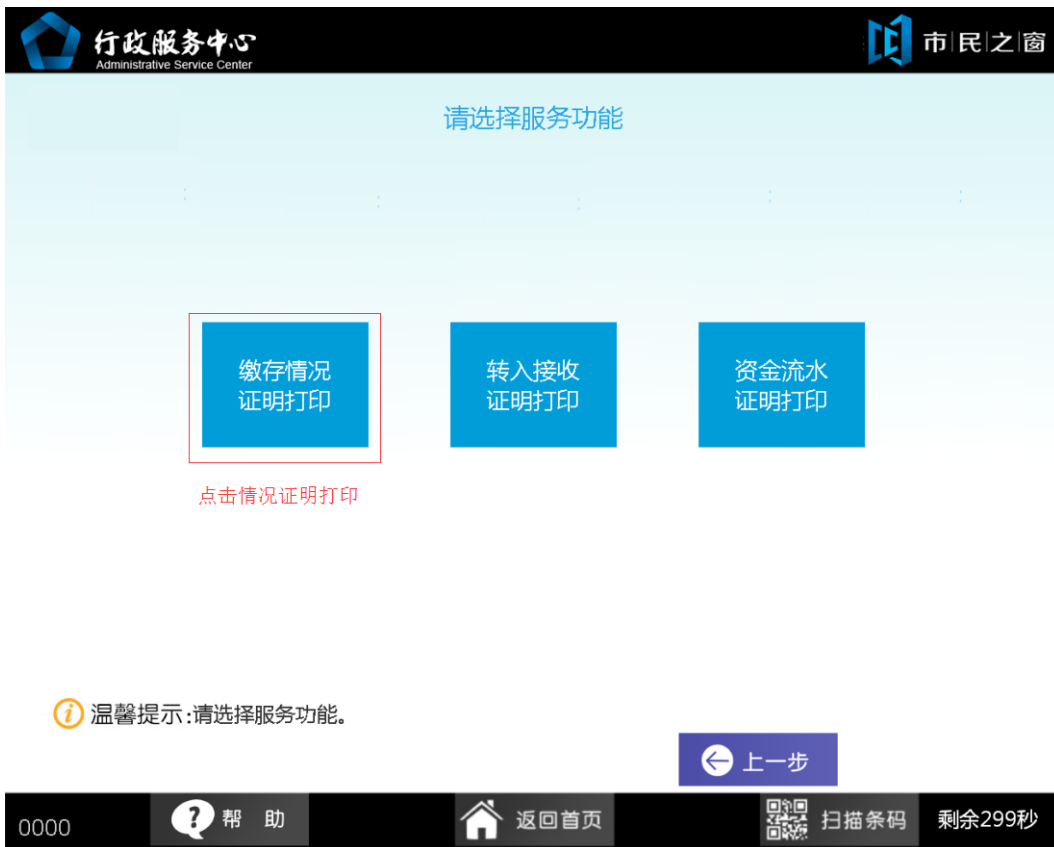 行政服务中心
Administrative Service Center
市民之窗
请选择服务功能
缴存情况
证明打印
转入接收
证明打印
资金流水
证明打印
点击情况证明打印
温馨提示:请选择服务功能。
上一步
0000
帮 助
返回首页
扫描条码
剩余299秒